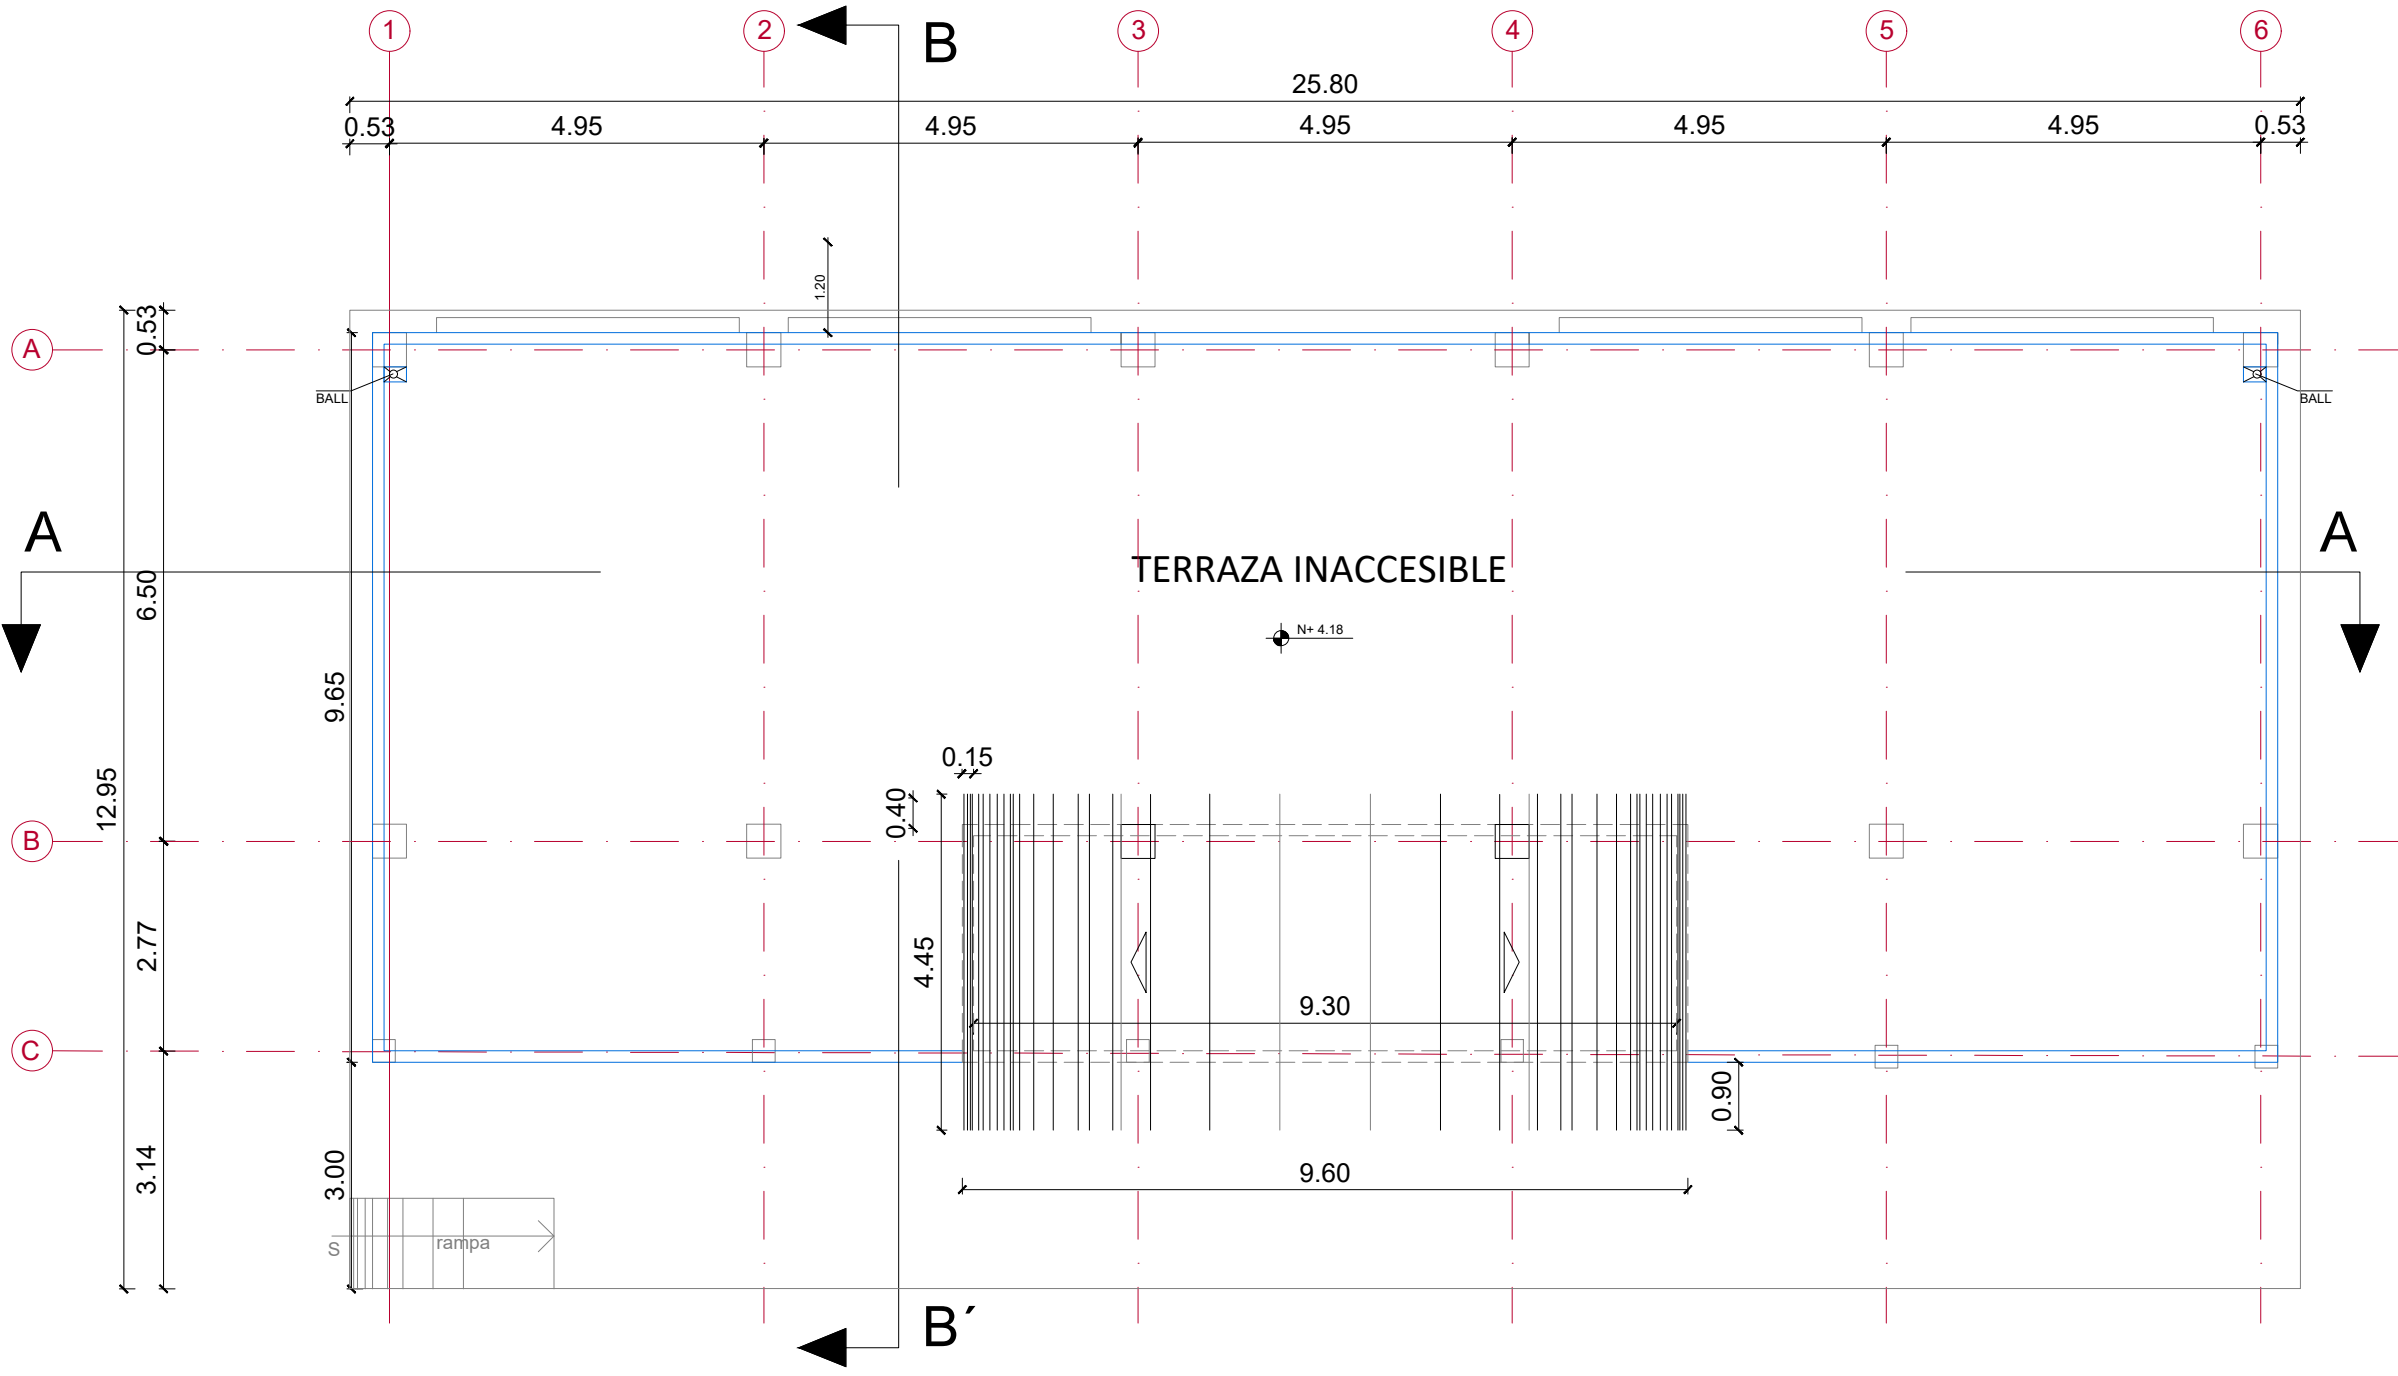 1 2 B 3 4 5 6
25.80
0.53 4.95 4.95 4.95 4.95 4.95 0.53
1.20
0.53
A
BALL BALL
A A
TERRAZA INACCESIBLE
6.50
N+ 4.18
9.65
0.15
12.95
0.40
B
2.77
4.45
9.30
C
0.90
3.14
3.00
9.60
S rampa
B´